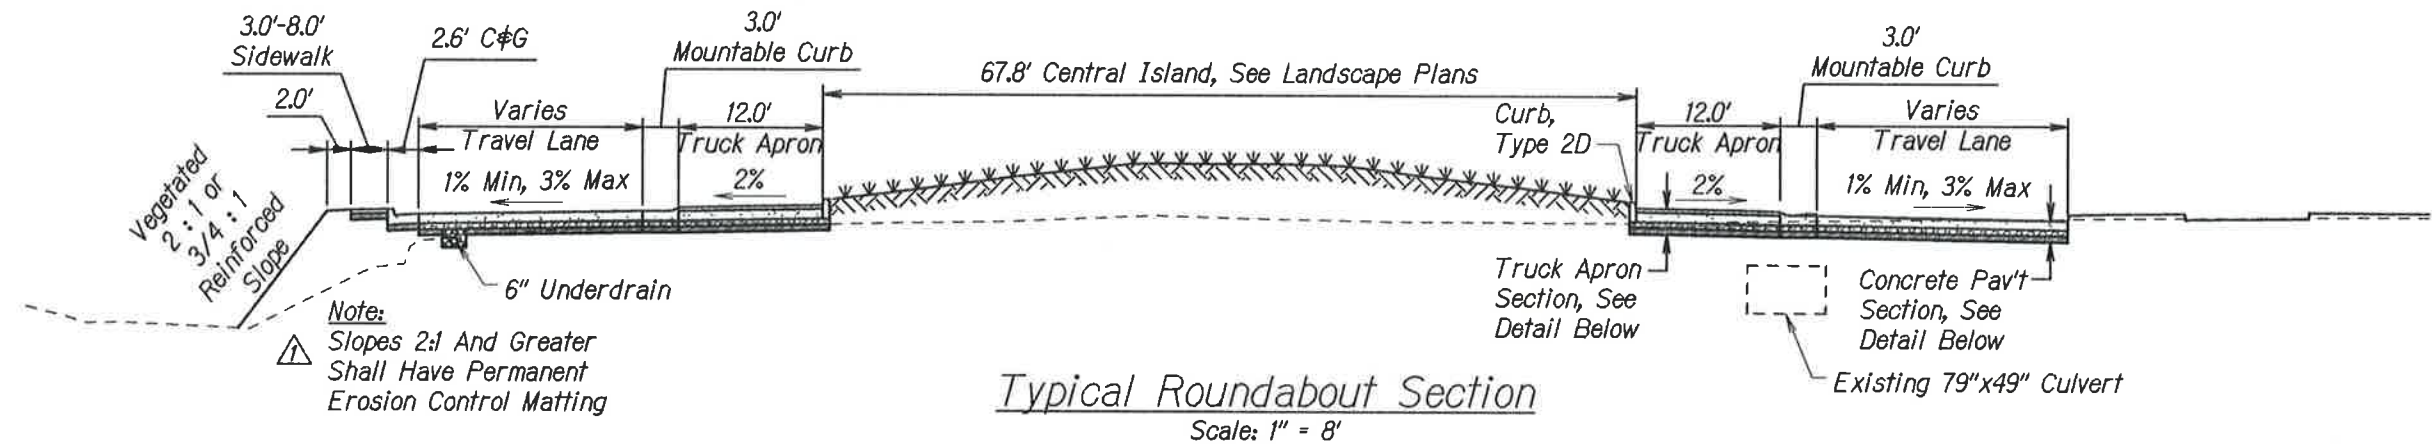 3.0'-8.0'
Sidewalk
2.6' C&G
3.0'
Mountable Curb
67.8' Central Island, See Landscape Plans
3.0'
Mountable Curb
2.0'
Varies
Travel Lane
12.0'
Truck Apron
Curb,
Type 2D
12.0'
Truck Apron
Varies
Travel Lane
1% Min, 3% Max
2%
2%
1% Min, 3% Max
Vegetated
2 : 1 or
3/4 : 1
Reinforced
Slope
6" Underdrain
Note:
1
Slopes 2:1 And Greater
Shall Have Permanent
Erosion Control Matting
Truck Apron
Section, See
Detail Below
Concrete Pav't
Section, See
Detail Below
Existing 79"x49" Culvert
Typical Roundabout Section
Scale: 1" = 8'